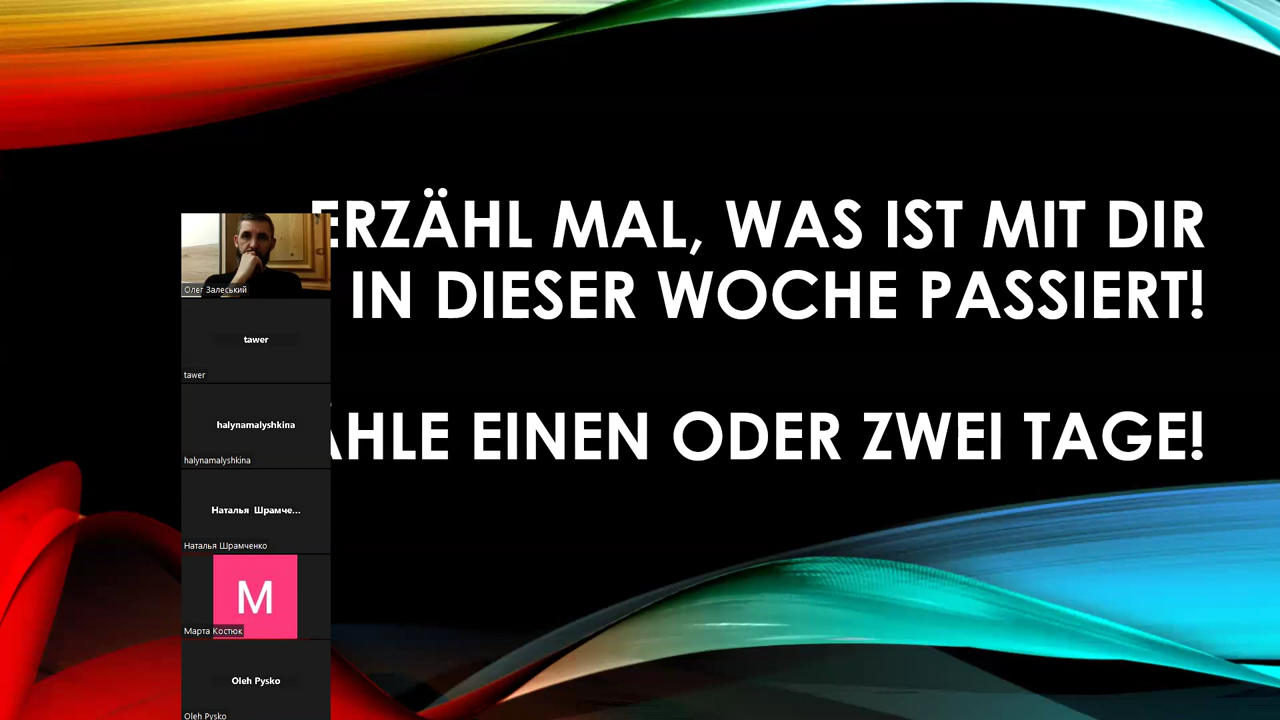 ERZÄHL MAL, WAS IST MIT DIR
IN DIESER WOCHE PASSIERT!
EINEN ODER ZWEI TAGE!
Олег Залеський
tawer
tawer
halynamalyshkina
halynamalyshkina
Наталья Шрамче...
Наталья Шрамченко
M
Марта Костюк
Oleh Pysko
Oleh Pysko